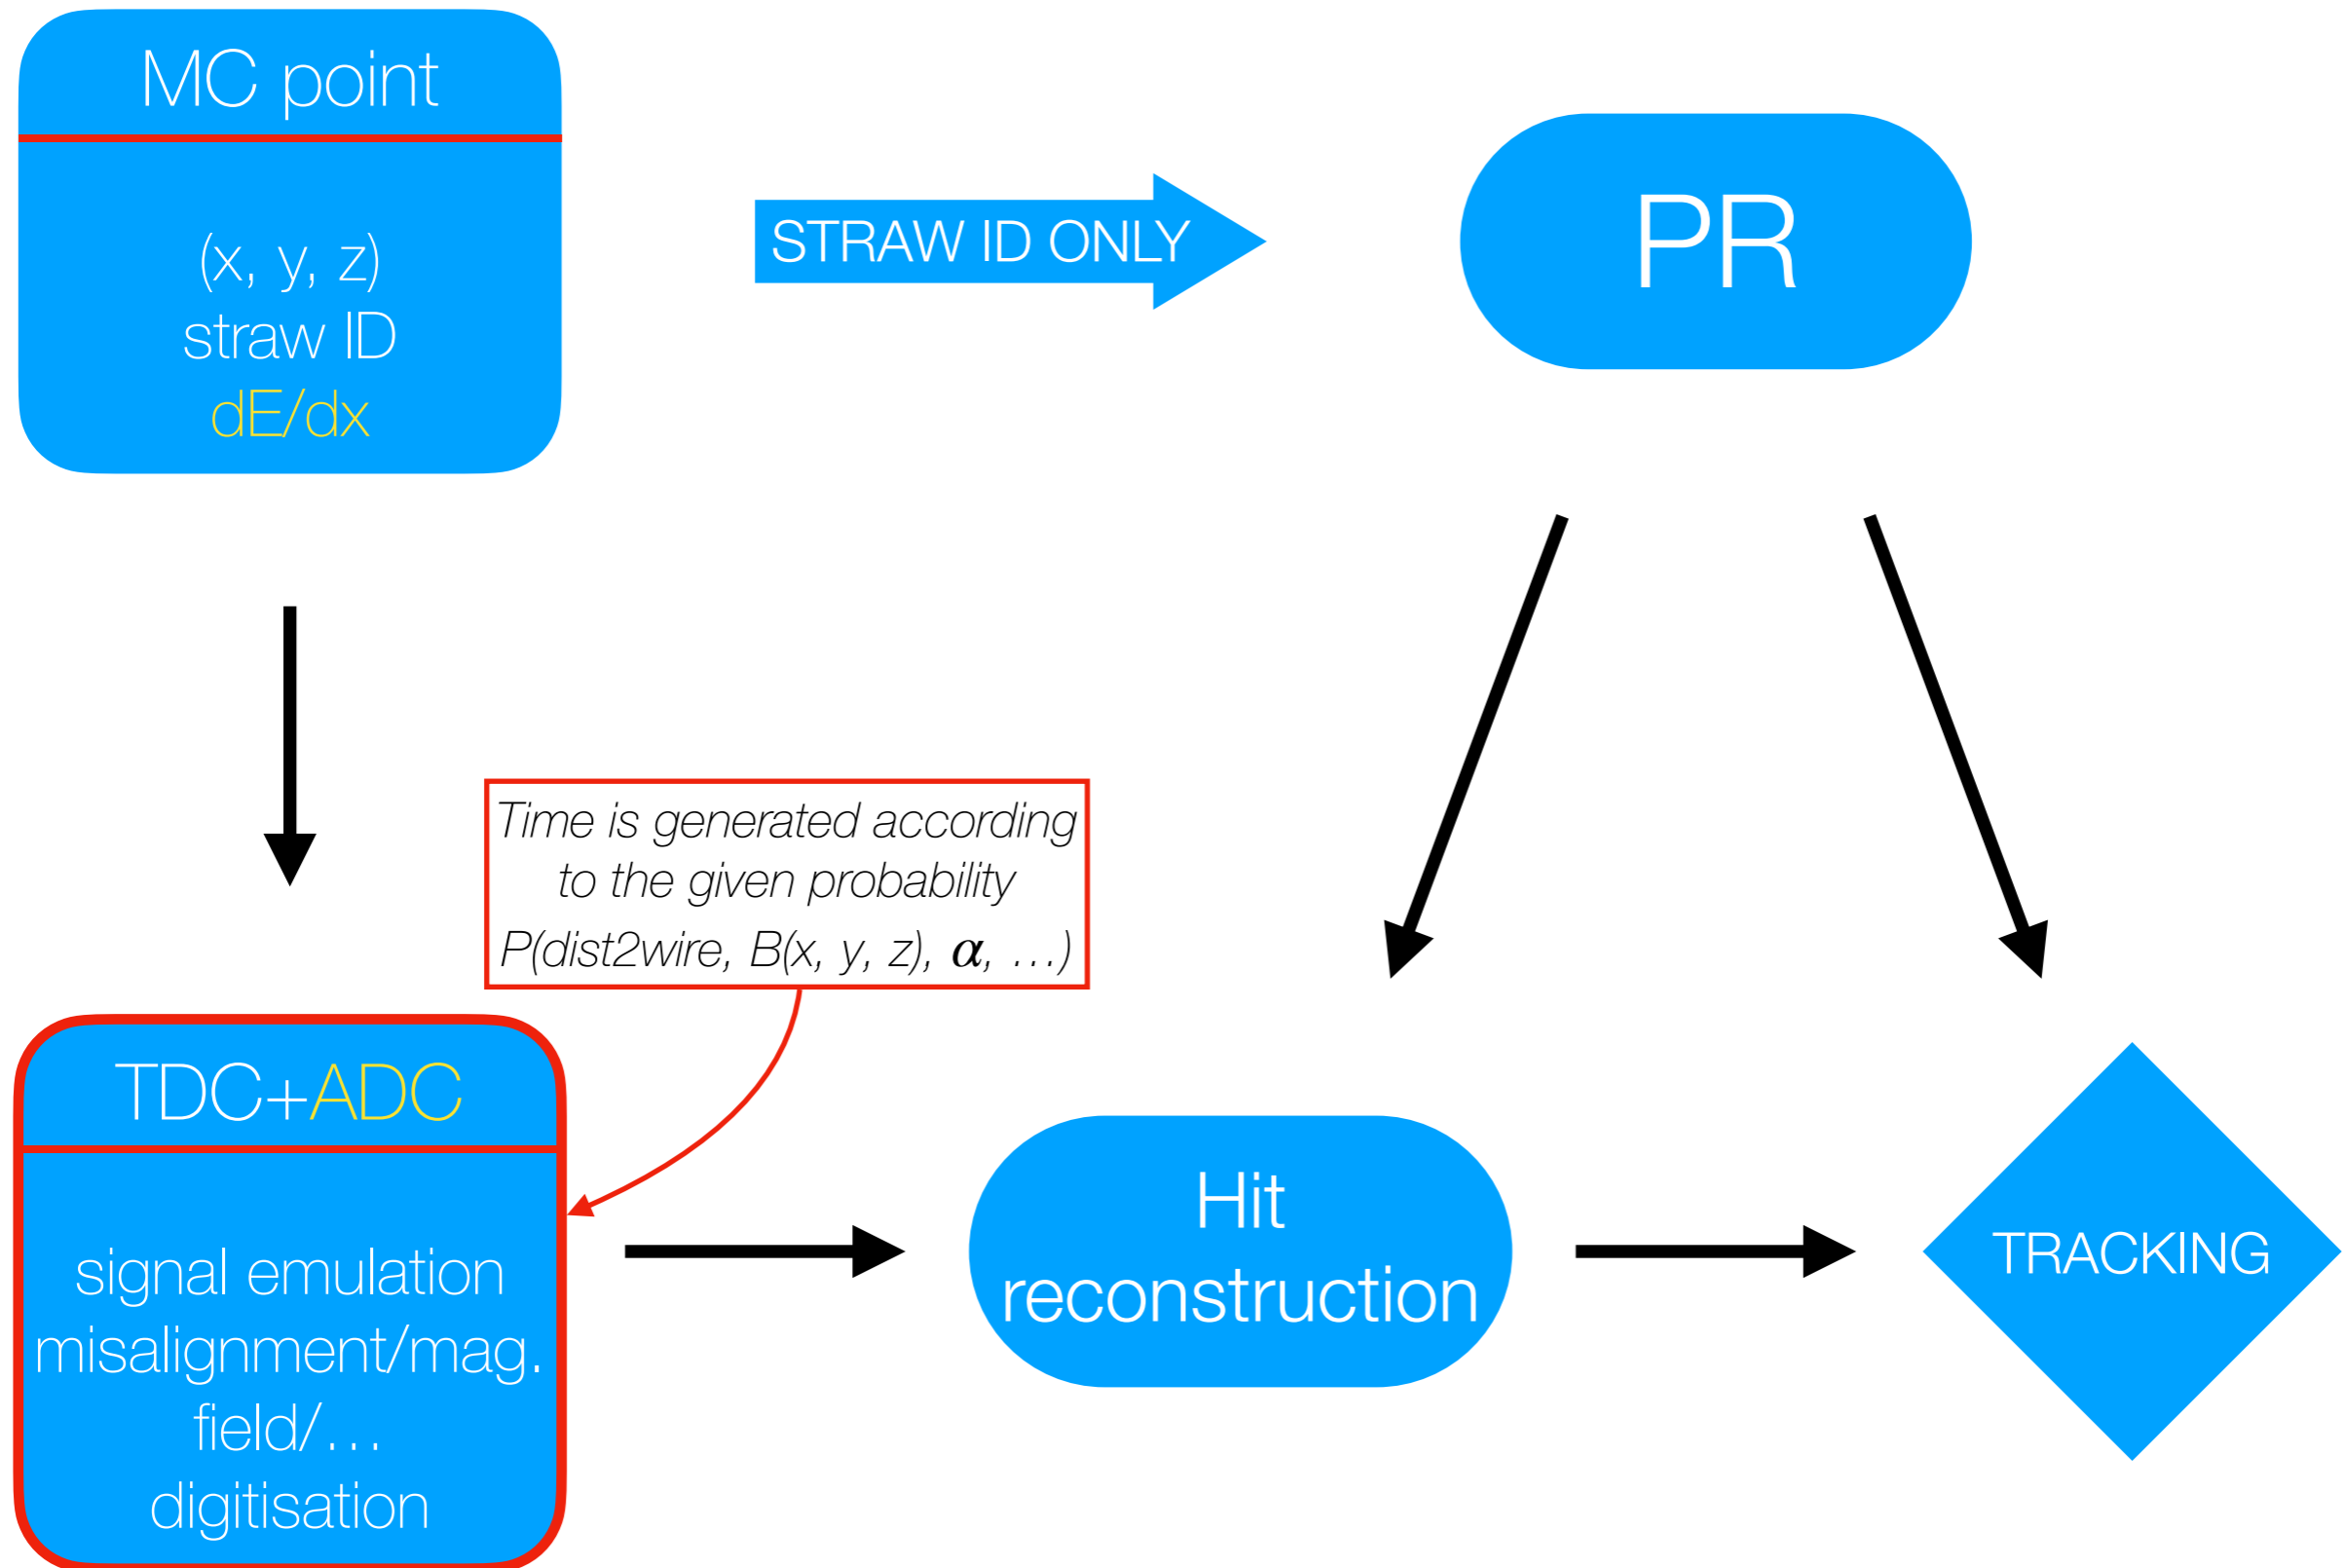 MC point
(x, y, z)
straw ID
dE/dx
STRAW ID ONLY
PR
Time is generated according
to the given probability
P(dist2wire, B(x, y, z), α, …)
TDC+ADC
signal emulation
misalignment/mag.
field/…
digitisation
Hit
reconstruction
TRACKING